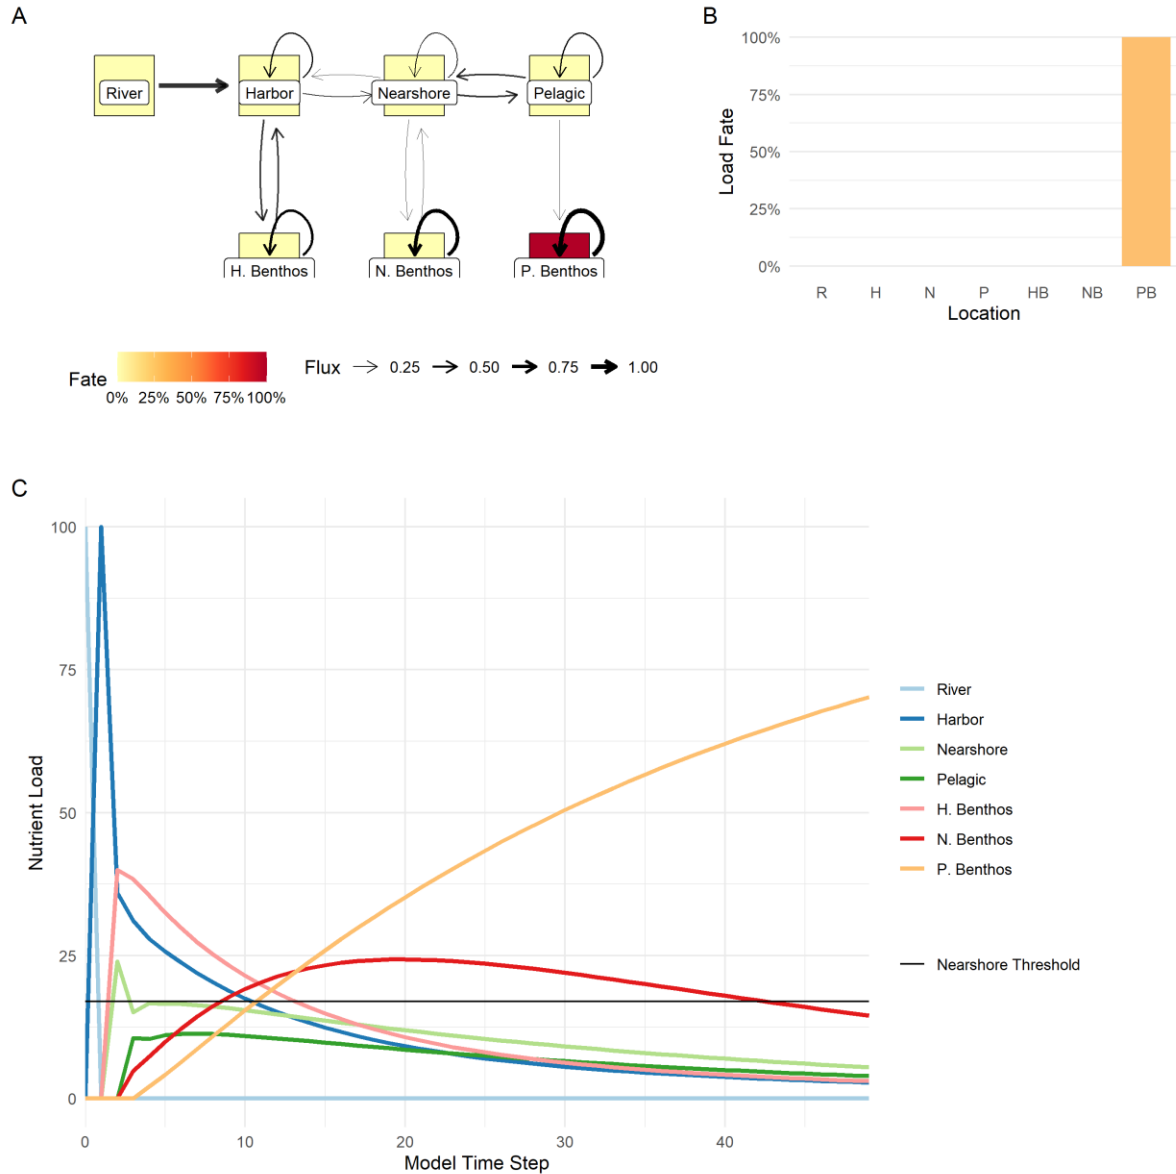 A
River
Harbor
Nearshore
Pelagic
H. Benthos
N. Benthos
P. Benthos
Fate
0% 25% 50% 75% 100%
Flux 0.25 0.50 0.75 1.00
B
Load Fate
100%
75%
50%
25%
0%
R H N P HB NB PB
Location
C
Nutrient Load
100
75
50
25
0
0 10 20 30 40
Model Time Step
River
Harbor
Nearshore
Pelagic
H. Benthos
N. Benthos
P. Benthos
Nearshore Threshold